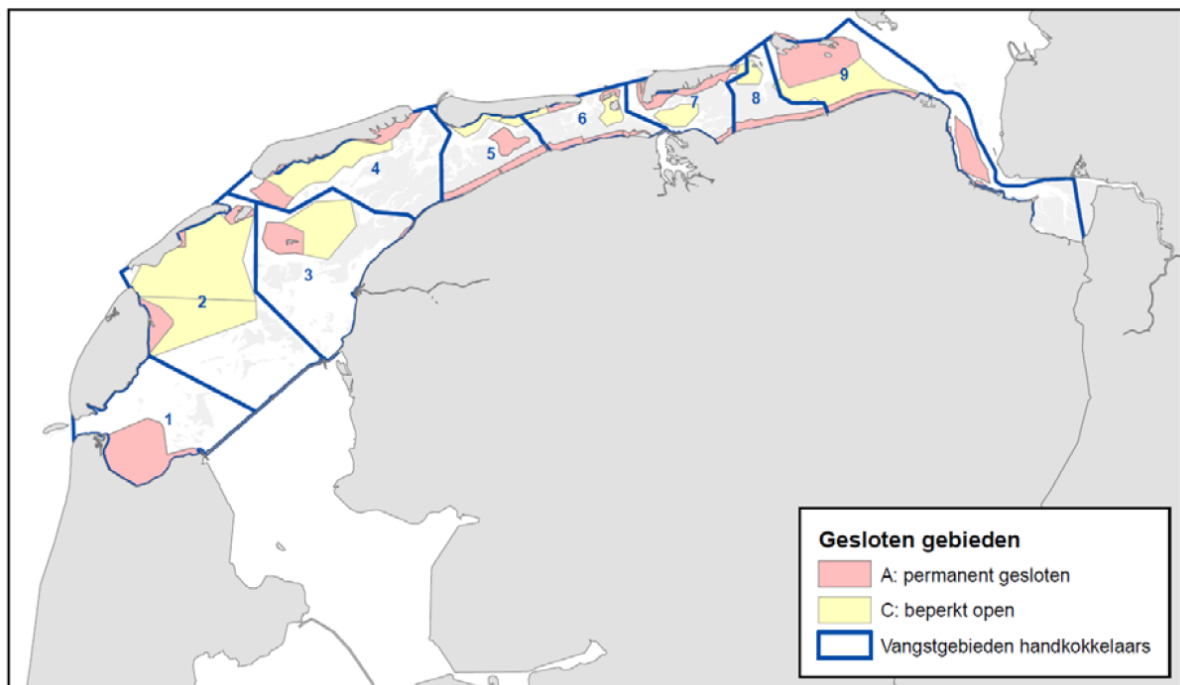 9
8
7
6
5
4
3
2
1
Gesloten gebieden
A: permanent gesloten
C: beperkt open
Vangstgebieden handkokkelaars